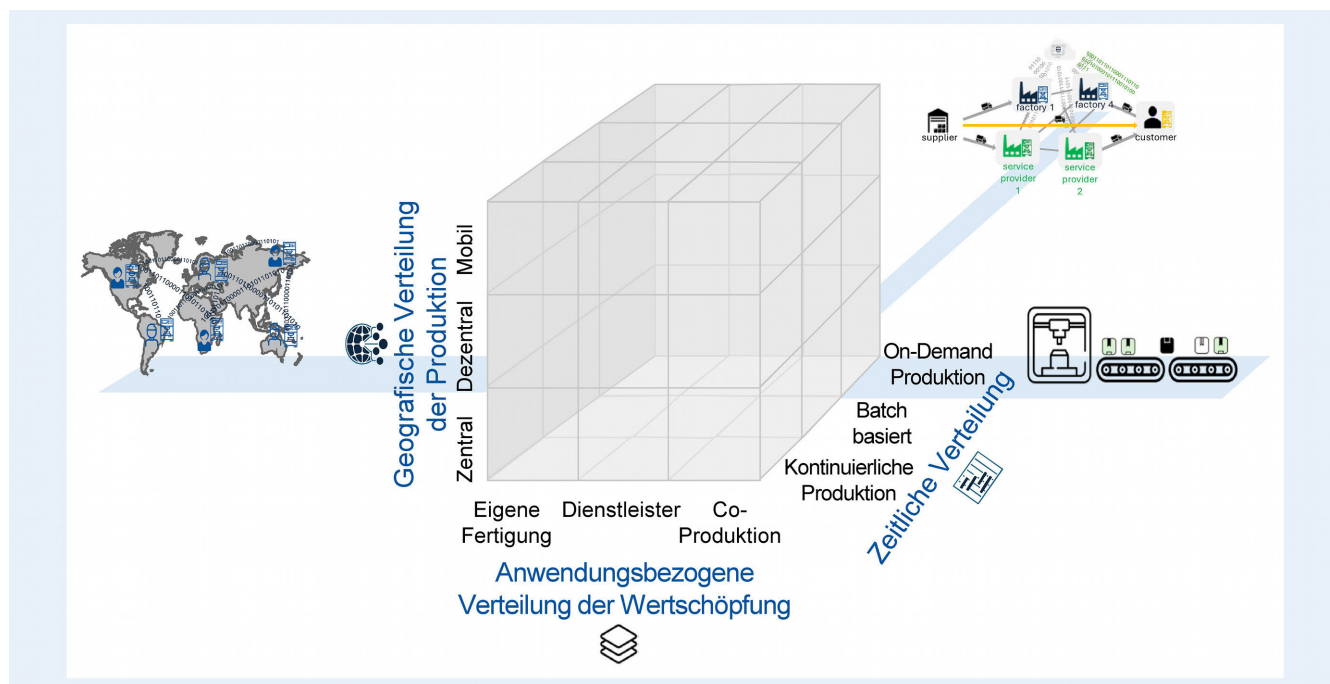 factory 1
factory 4
supplier
customer
service
provider
1
service
provider
2
Geografische Verteilung
der Produktion
Mobil
Dezentral
Zentral
On-Demand
Produktion
Batch
basiert
Kontinuierliche
Produktion
Zeitliche Verteilung
Eigene
Fertigung
Dienstleister
Co-
Produktion
Anwendungsbezogene
Verteilung der Wertschöpfung